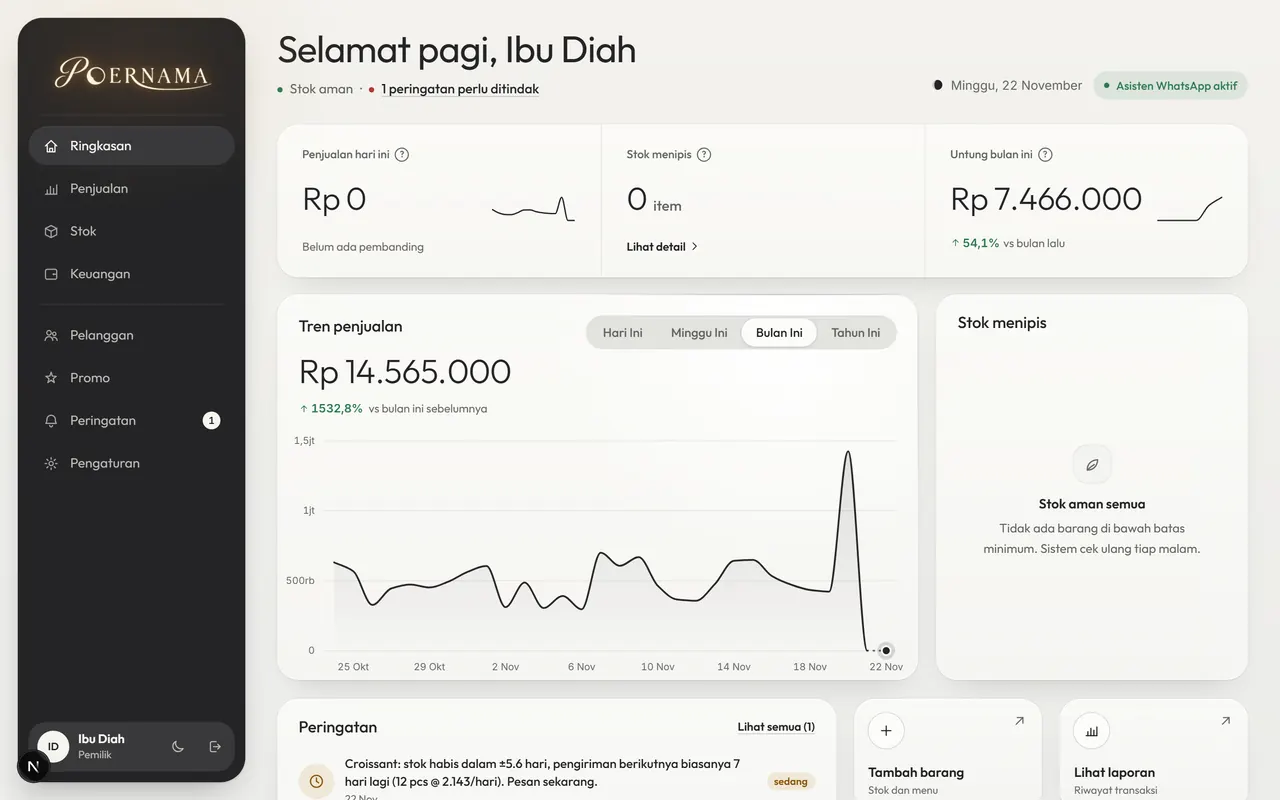 POERNAMA
Ringkasan
Penjualan
Stok
Keuangan
Pelanggan
Promo
Peringatan
1
Pengaturan
ID
Ibu Diah
Pemilik
N
Selamat pagi, Ibu Diah
Stok aman · 1 peringatan perlu ditindak
Minggu, 22 November
Asisten WhatsApp aktif
Penjualan hari ini ?
Rp 0
Belum ada pembanding
Stok menipis ?
0 item
Lihat detail
Untung bulan ini ?
Rp 7.466.000
↑ 54,1% vs bulan lalu
Tren penjualan
Hari Ini
Minggu Ini
Bulan Ini
Tahun Ini
Rp 14.565.000
↑ 1532,8% vs bulan ini sebelumnya
1,5jt
1jt
500rb
0
25 Okt
29 Okt
2 Nov
6 Nov
10 Nov
14 Nov
18 Nov
22 Nov
Stok menipis
Stok aman semua
Tidak ada barang di bawah batas
minimum. Sistem cek ulang tiap malam.
Peringatan
Lihat semua (1)
Croissant: stok habis dalam ±5.6 hari, pengiriman berikutnya biasanya 7
hari lagi (12 pcs @ 2.143/hari). Pesan sekarang.
22 Nov
sedang
Tambah barang
Stok dan menu
Lihat laporan
Riwayat transaksi